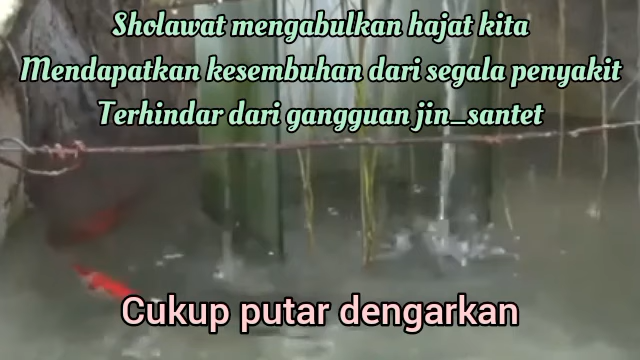 Sholawat mengabulkan hajat kita
Mendapatkan kesembuhan dari segala penyakit
Terhindar dari gangguan jin_santet
Cukup putar dengarkan